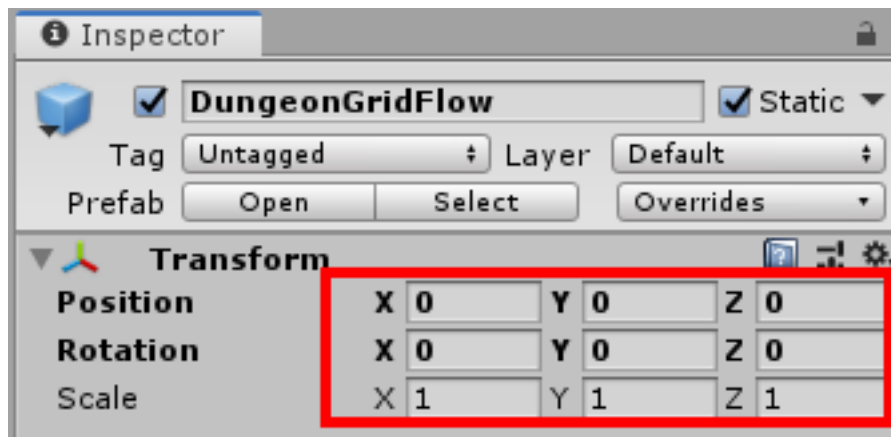 Inspector
DungeonGridFlow Static
Tag Untagged Layer Default
Prefab Open Select Overrides
Transform
Position X 0 Y 0 Z 0
Rotation X 0 Y 0 Z 0
Scale X 1 Y 1 Z 1